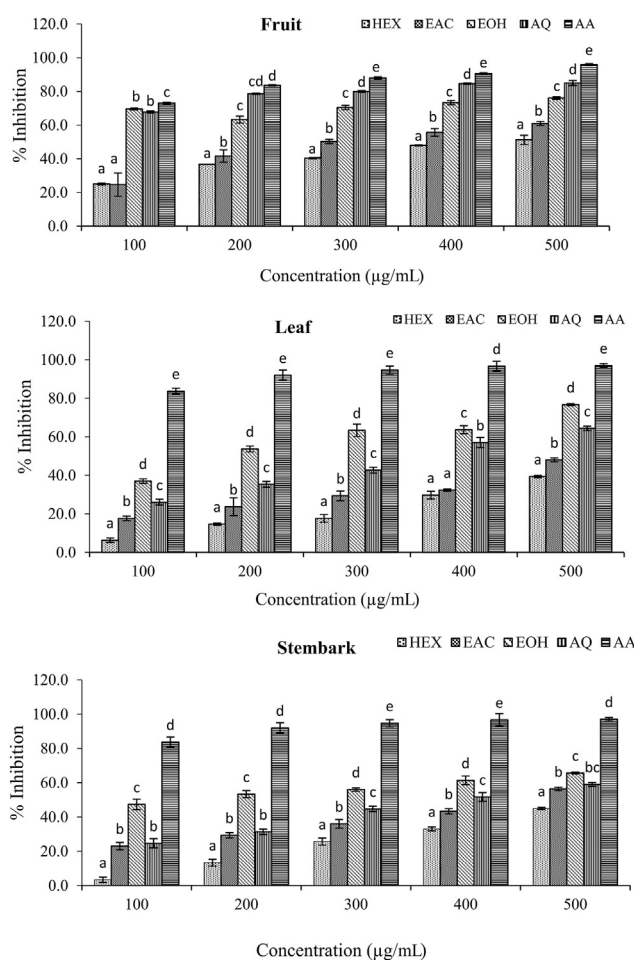 Fruit
HEX EAC EOH AQ AA
120.0
100.0
80.0
60.0
40.0
20.0
0.0
% Inhibition
a a b b c
a b c cd d
a b c d e
a b c d e
a b c d e
100 200 300 400 500
Concentration (µg/mL)
Leaf
HEX EAC EOH AQ AA
120.0
100.0
80.0
60.0
40.0
20.0
0.0
% Inhibition
a b d c e
a b d c e
a b d c e
a a c b d
a b d c e
100 200 300 400 500
Concentration (µg/mL)
Stembark
HEX EAC EOH AQ AA
120.0
100.0
80.0
60.0
40.0
20.0
0.0
% Inhibition
a b c b d
a b c b d
a b d c e
a b d c e
a b c bc d
100 200 300 400 500
Concentration (µg/mL)